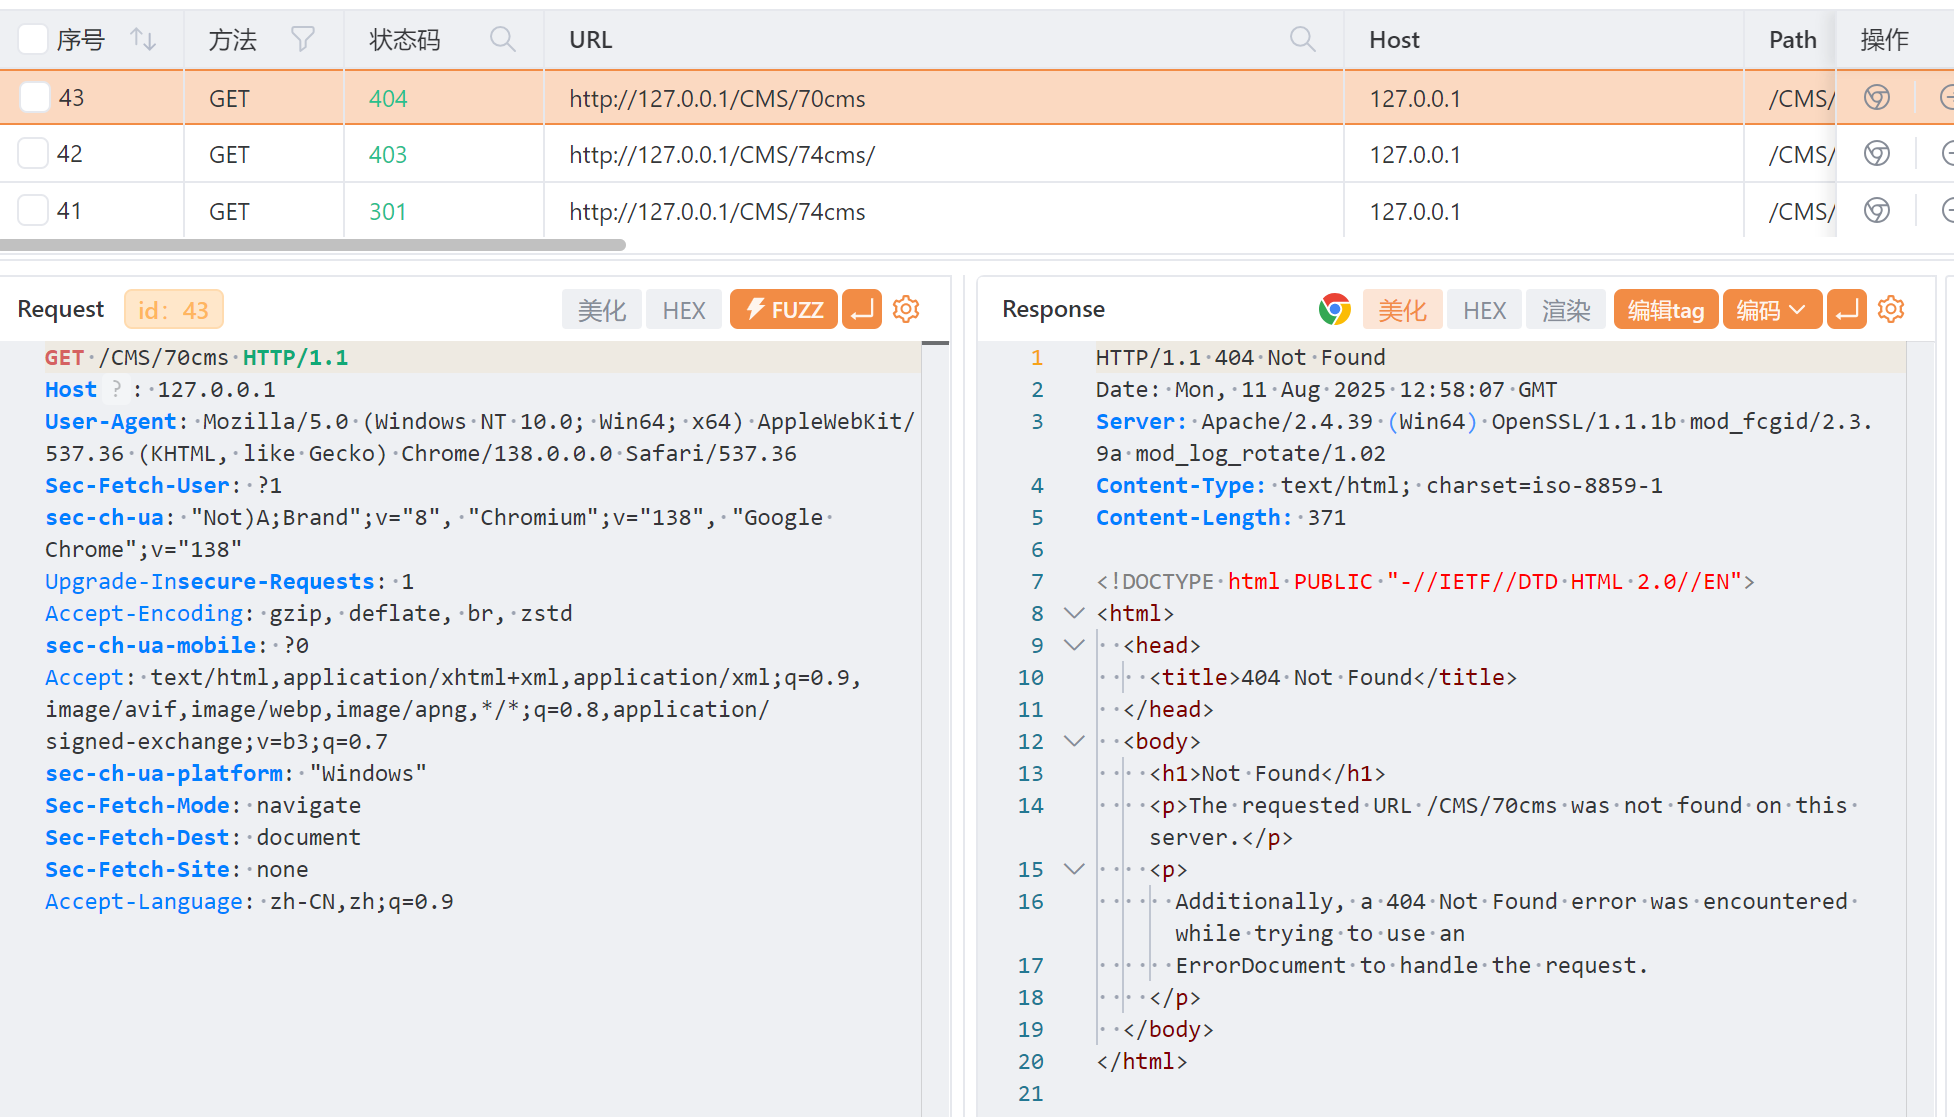 序号 方法 状态码 URL Host Path 操作
43 GET 404 http://127.0.0.1/CMS/70cms 127.0.0.1 /CMS/
42 GET 403 http://127.0.0.1/CMS/74cms/ 127.0.0.1 /CMS/
41 GET 301 http://127.0.0.1/CMS/74cms 127.0.0.1 /CMS/
Request id: 43 美化 HEX FUZZ
GET /CMS/70cms HTTP/1.1
Host ? : 127.0.0.1
User-Agent: Mozilla/5.0 (Windows NT 10.0; Win64; x64) AppleWebKit/
537.36 (KHTML, like Gecko) Chrome/138.0.0.0 Safari/537.36
Sec-Fetch-User: ?1
sec-ch-ua: "Not)A;Brand";v="8", "Chromium";v="138", "Google
Chrome";v="138"
Upgrade-Insecure-Requests: 1
Accept-Encoding: gzip, deflate, br, zstd
sec-ch-ua-mobile: ?0
Accept: text/html,application/xhtml+xml,application/xml;q=0.9,
image/avif,image/webp,image/apng,*/*;q=0.8,application/
signed-exchange;v=b3;q=0.7
sec-ch-ua-platform: "Windows"
Sec-Fetch-Mode: navigate
Sec-Fetch-Dest: document
Sec-Fetch-Site: none
Accept-Language: zh-CN,zh;q=0.9
Response 美化 HEX 渲染 编辑tag 编码
1 HTTP/1.1 404 Not Found
2 Date: Mon, 11 Aug 2025 12:58:07 GMT
3 Server: Apache/2.4.39 (Win64) OpenSSL/1.1.1b mod_fcgid/2.3.
9a mod_log_rotate/1.02
4 Content-Type: text/html; charset=iso-8859-1
5 Content-Length: 371
6
7 <!DOCTYPE html PUBLIC "-//IETF//DTD HTML 2.0//EN">
8 <html>
9 <head>
10 <title>404 Not Found</title>
11 </head>
12 <body>
13 <h1>Not Found</h1>
14 <p>The requested URL /CMS/70cms was not found on this
server.</p>
15 <p>
16 Additionally, a 404 Not Found error was encountered
while trying to use an
17 ErrorDocument to handle the request.
18 </p>
19 </body>
20 </html>
21